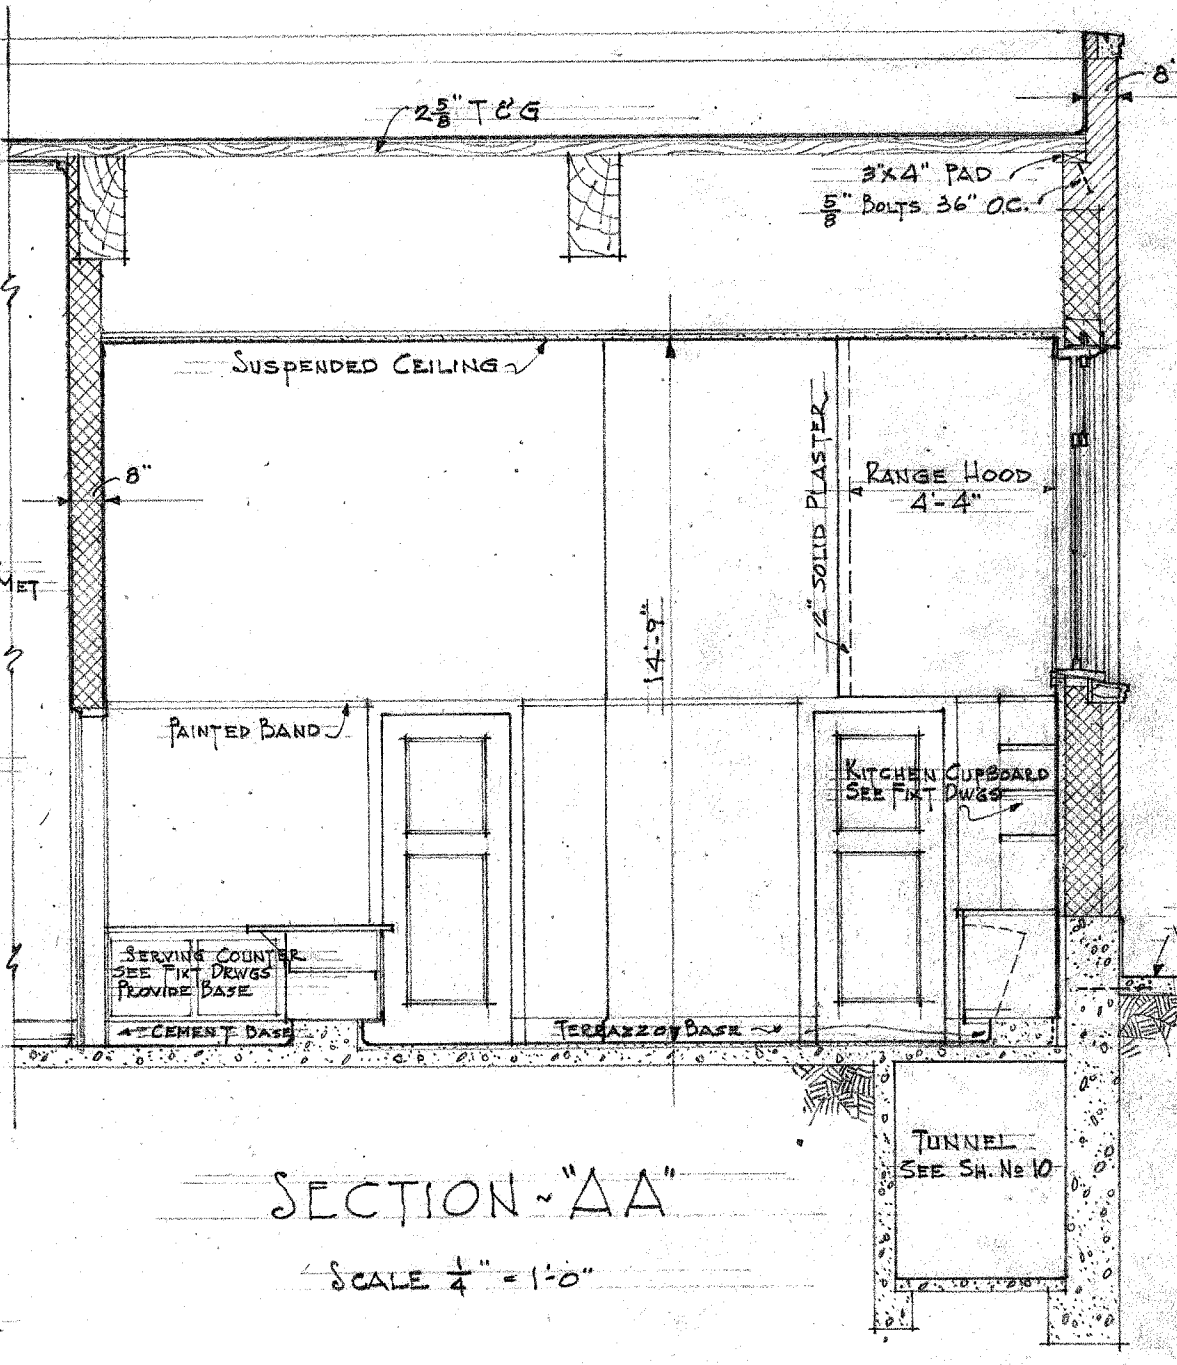 2 5/8" T & G
8"
3"X4" PAD
5/8" BOLTS 36" O.C.
SUSPENDED CEILING
8"
2" SOLID PLASTER
RANGE HOOD
4'-4"
MET
14'-9"
PAINTED BAND
KITCHEN CUPBOARD
SEE FIXT DWGS
SERVING COUNTER
SEE FIXT DRWGS
PROVIDE BASE
CEMENT BASE
TERRAZZO BASE
TUNNEL
SEE SH. No 10
SECTION ~ "AA"
SCALE 1/4" = 1'-0"